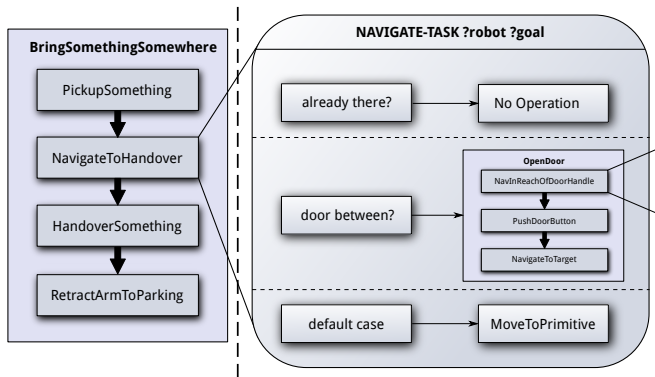 BringSomethingSomewhere
PickupSomething
NavigateToHandover
HandoverSomething
RetractArmToParking
NAVIGATE-TASK ?robot ?goal
already there?
No Operation
door between?
OpenDoor
NavInReachOfDoorHandle
PushDoorButton
NavigateToTarget
default case
MoveToPrimitive